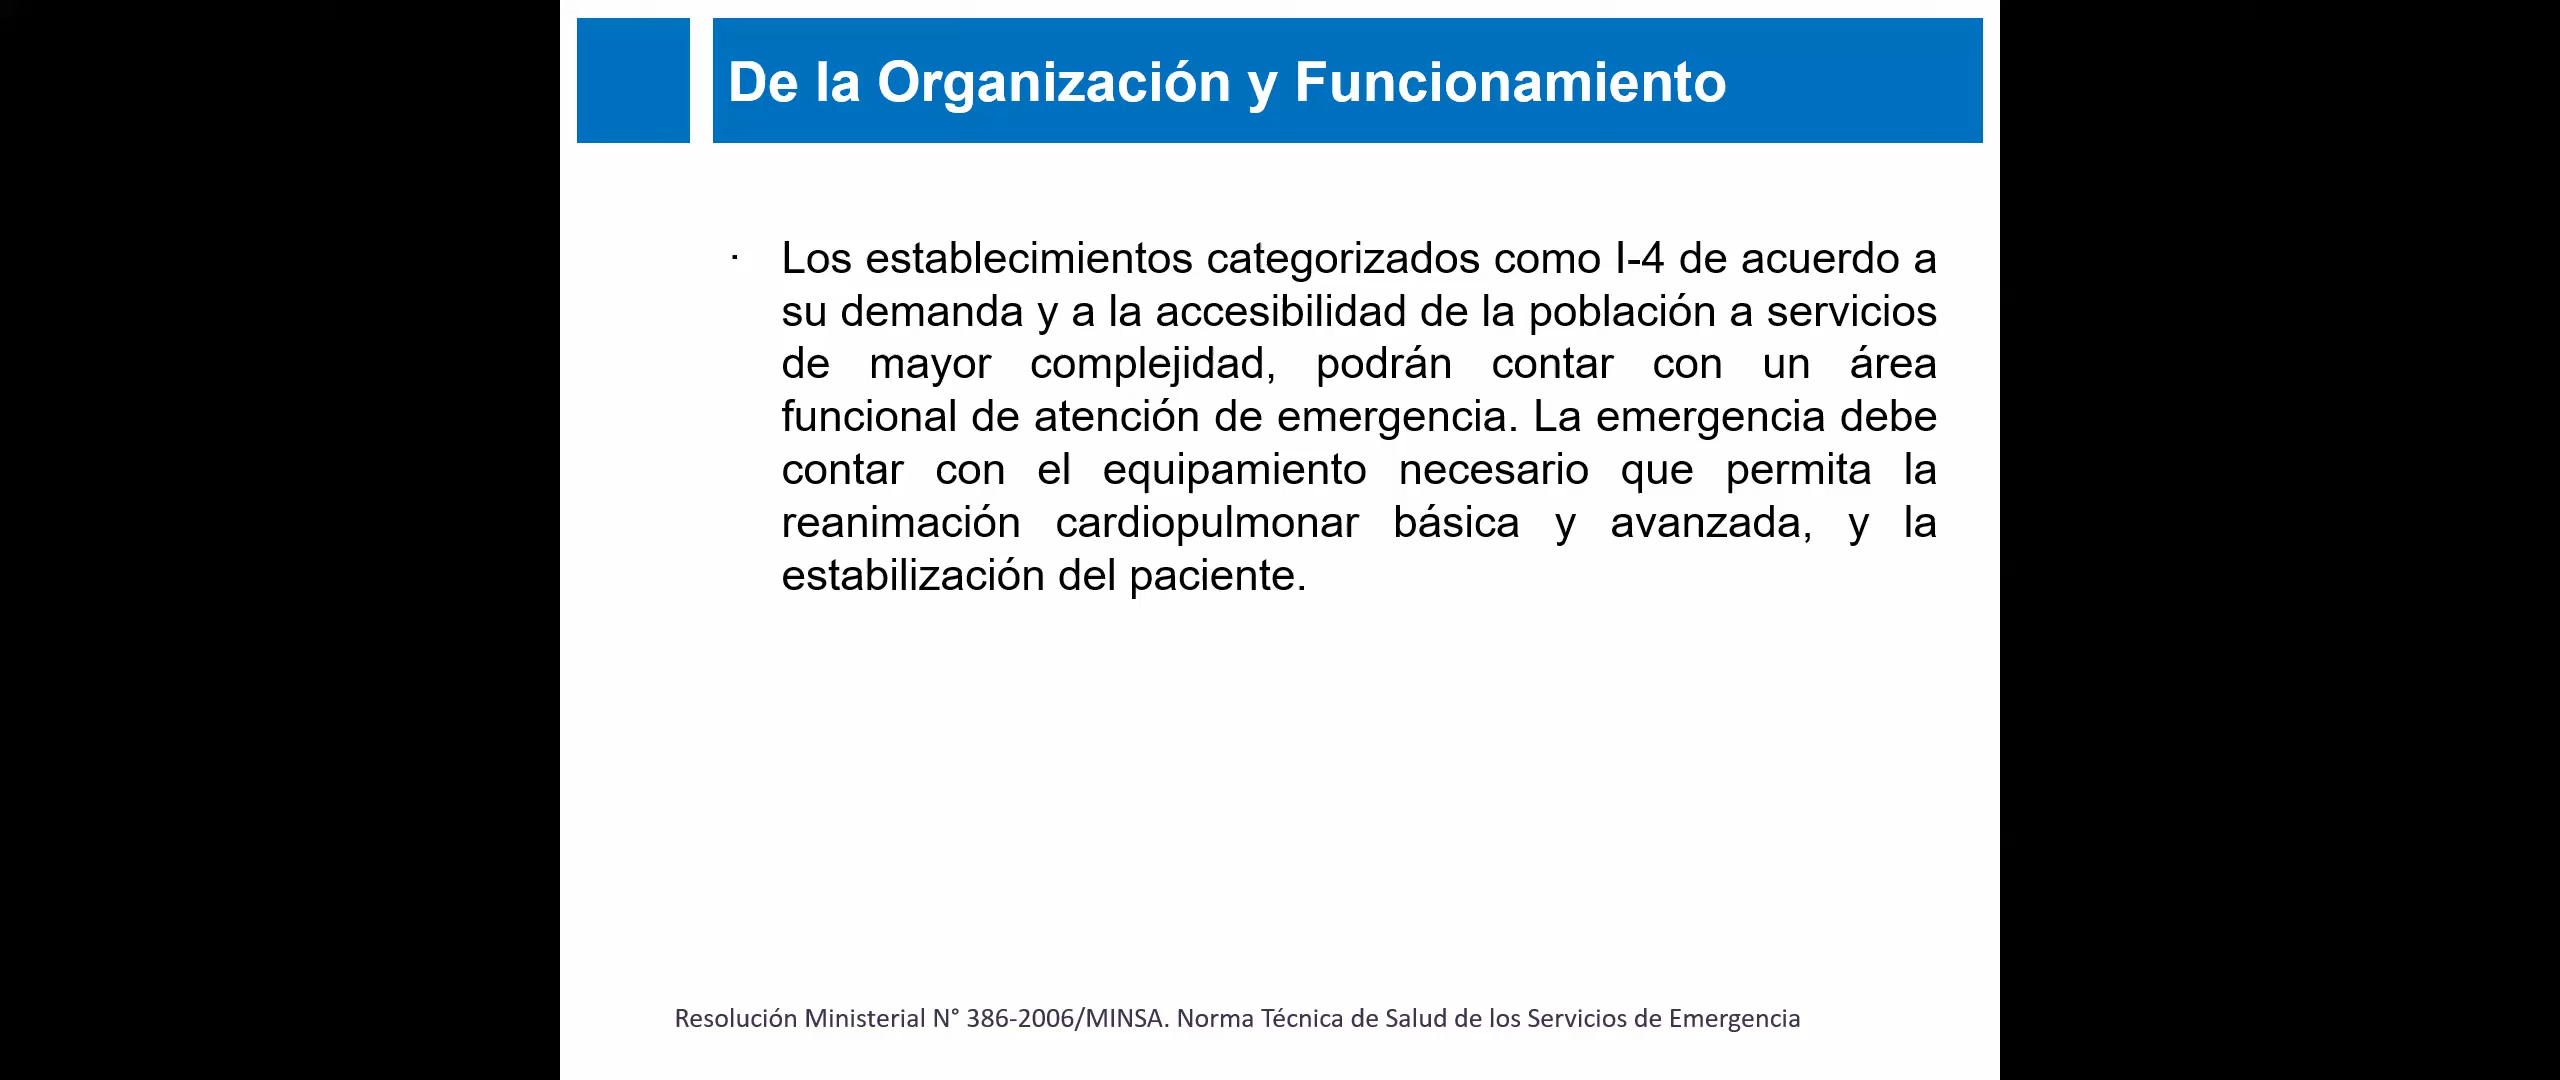 De la Organización y Funcionamiento
· Los establecimientos categorizados como I-4 de acuerdo a
su demanda y a la accesibilidad de la población a servicios
de mayor complejidad, podrán contar con un área
funcional de atención de emergencia. La emergencia debe
contar con el equipamiento necesario que permita la
reanimación cardiopulmonar básica y avanzada, y la
estabilización del paciente.
Resolución Ministerial N° 386-2006/MINSA. Norma Técnica de Salud de los Servicios de Emergencia